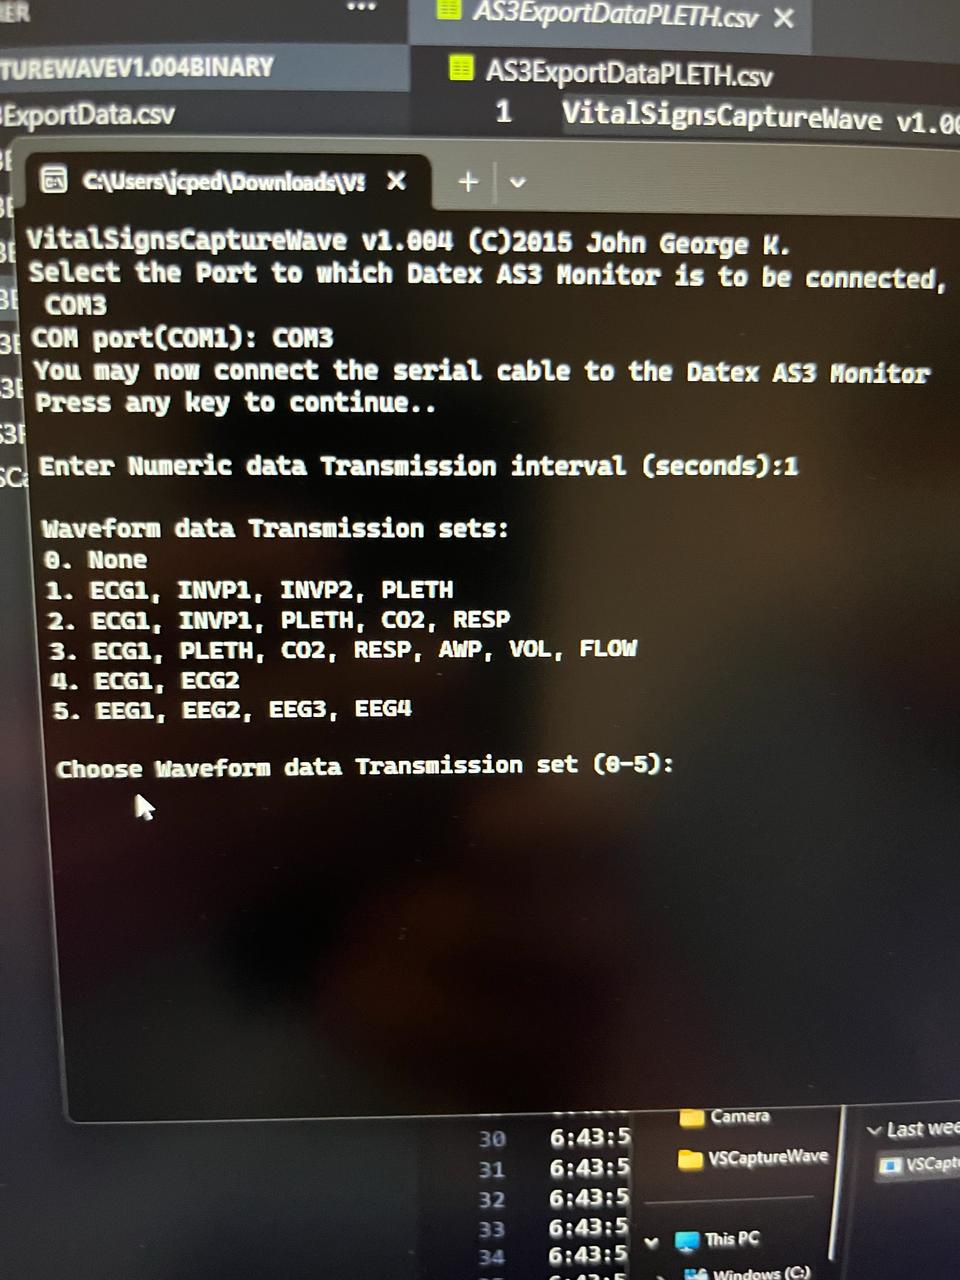 AS3ExportDataPLETH.csv
TUREWAVEV1.004BINARY
AS3ExportDataPLETH.csv
ExportData.csv
1 VitalSignsCaptureWave v1.00
C:\Users\jcped\Downloads\VS
VitalSignsCaptureWave v1.004 (C)2015 John George K.
Select the Port to which Datex AS3 Monitor is to be connected,
COM3
COM port(COM1): COM3
You may now connect the serial cable to the Datex AS3 Monitor
Press any key to continue..
Enter Numeric data Transmission interval (seconds):1
Waveform data Transmission sets:
0. None
1. ECG1, INVP1, INVP2, PLETH
2. ECG1, INVP1, PLETH, CO2, RESP
3. ECG1, PLETH, CO2, RESP, AWP, VOL, FLOW
4. ECG1, ECG2
5. EEG1, EEG2, EEG3, EEG4
Choose Waveform data Transmission set (0-5):
Camera
30 6:43:5
Last wee
31 6:43:5
VSCaptureWave
VSCapt
32 6:43:5
33 6:43:5
This PC
34 6:43:5
Windows (C:)